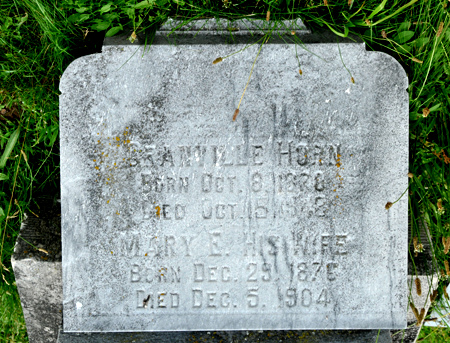 GRANVILLE HORN
BORN OCT. 8, 1878
DIED OCT.
MARY E. HIS WIFE
BORN DEC. 25, 1876
DIED DEC. 5, 1904